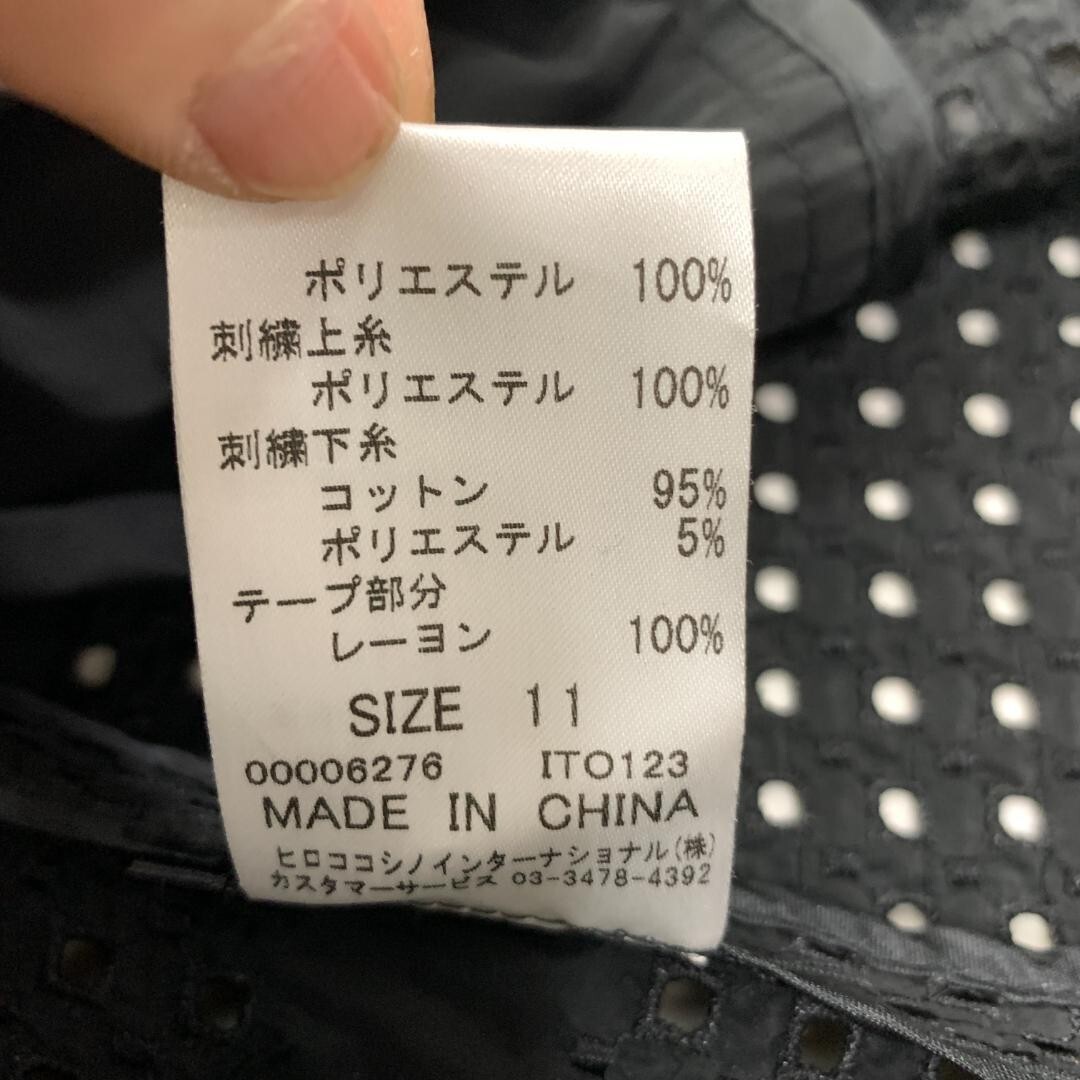 ポリエステル 100%
刺繍上糸
ポリエステル 100%
刺繍下糸
コットン 95%
ポリエステル 5%
テープ部分
レーヨン 100%
SIZE 11
00006276 ITO123
MADE IN CHINA
ヒロココシノインターナショナル(株)
カスタマーサービス 03-3478-4392